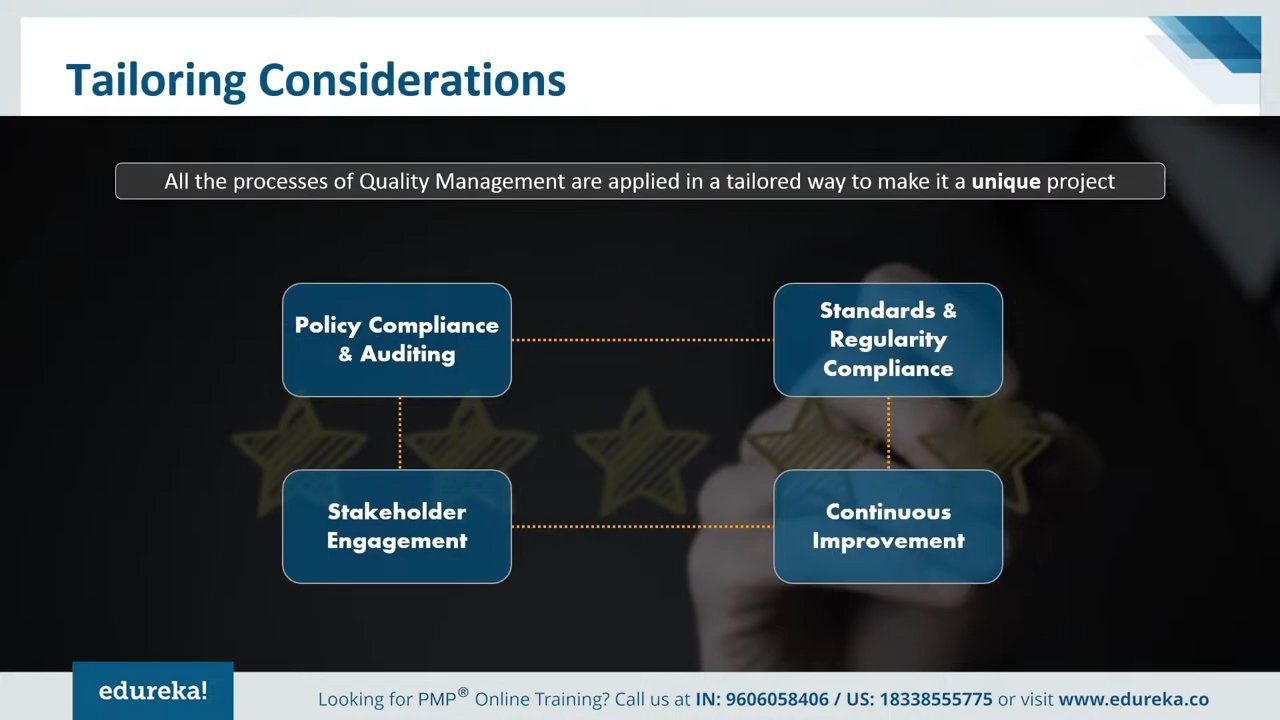 Tailoring Considerations
All the processes of Quality Management are applied in a tailored way to make it a unique project
Policy Compliance
& Auditing
Standards &
Regularity
Compliance
Stakeholder
Engagement
Continuous
Improvement
edureka!
Looking for PMP® Online Training? Call us at IN: 9606058406 / US: 18338555775 or visit www.edureka.co